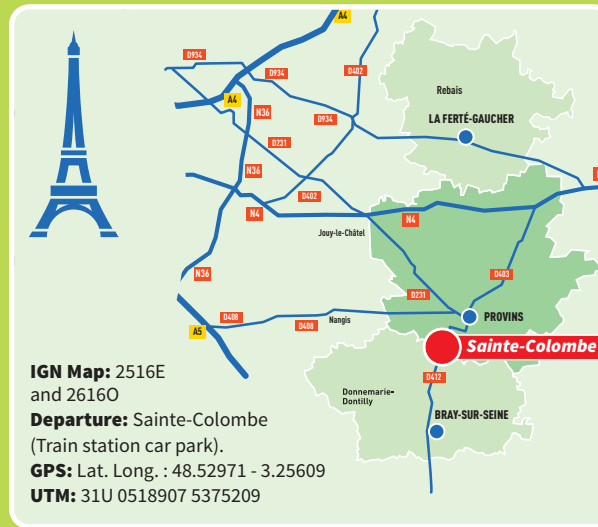 A4
D934
D934
D402
A4
Rebais
N36
D934
LA FERTÉ-GAUCHER
D231
N36
D402
N4
N4
Jouy-le-Châtel
N36
D403
D231
D408
PROVINS
A5
D408
Nangis
Sainte-Colombe
D412
Donnemarie-
Dontilly
BRAY-SUR-SEINE
IGN Map: 2516E
and 2616O
Departure: Sainte-Colombe
(Train station car park).
GPS: Lat. Long. : 48.52971 - 3.25609
UTM: 31U 0518907 5375209